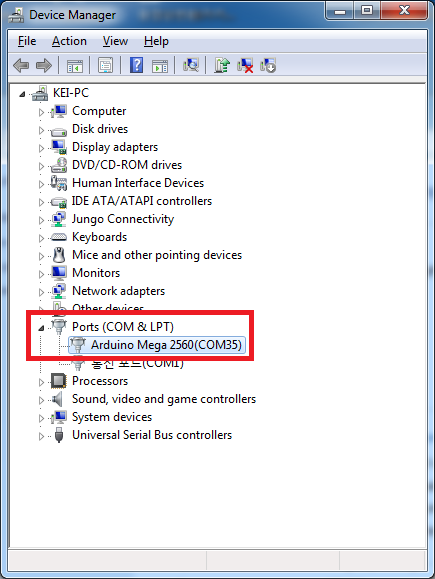 Device Manager
File Action View Help
KEI-PC
Computer
Disk drives
Display adapters
DVD/CD-ROM drives
Human Interface Devices
IDE ATA/ATAPI controllers
Jungo Connectivity
Keyboards
Mice and other pointing devices
Monitors
Network adapters
Other devices
Ports (COM & LPT)
Arduino Mega 2560(COM35)
통신 포트(COM1)
Processors
Sound, video and game controllers
System devices
Universal Serial Bus controllers